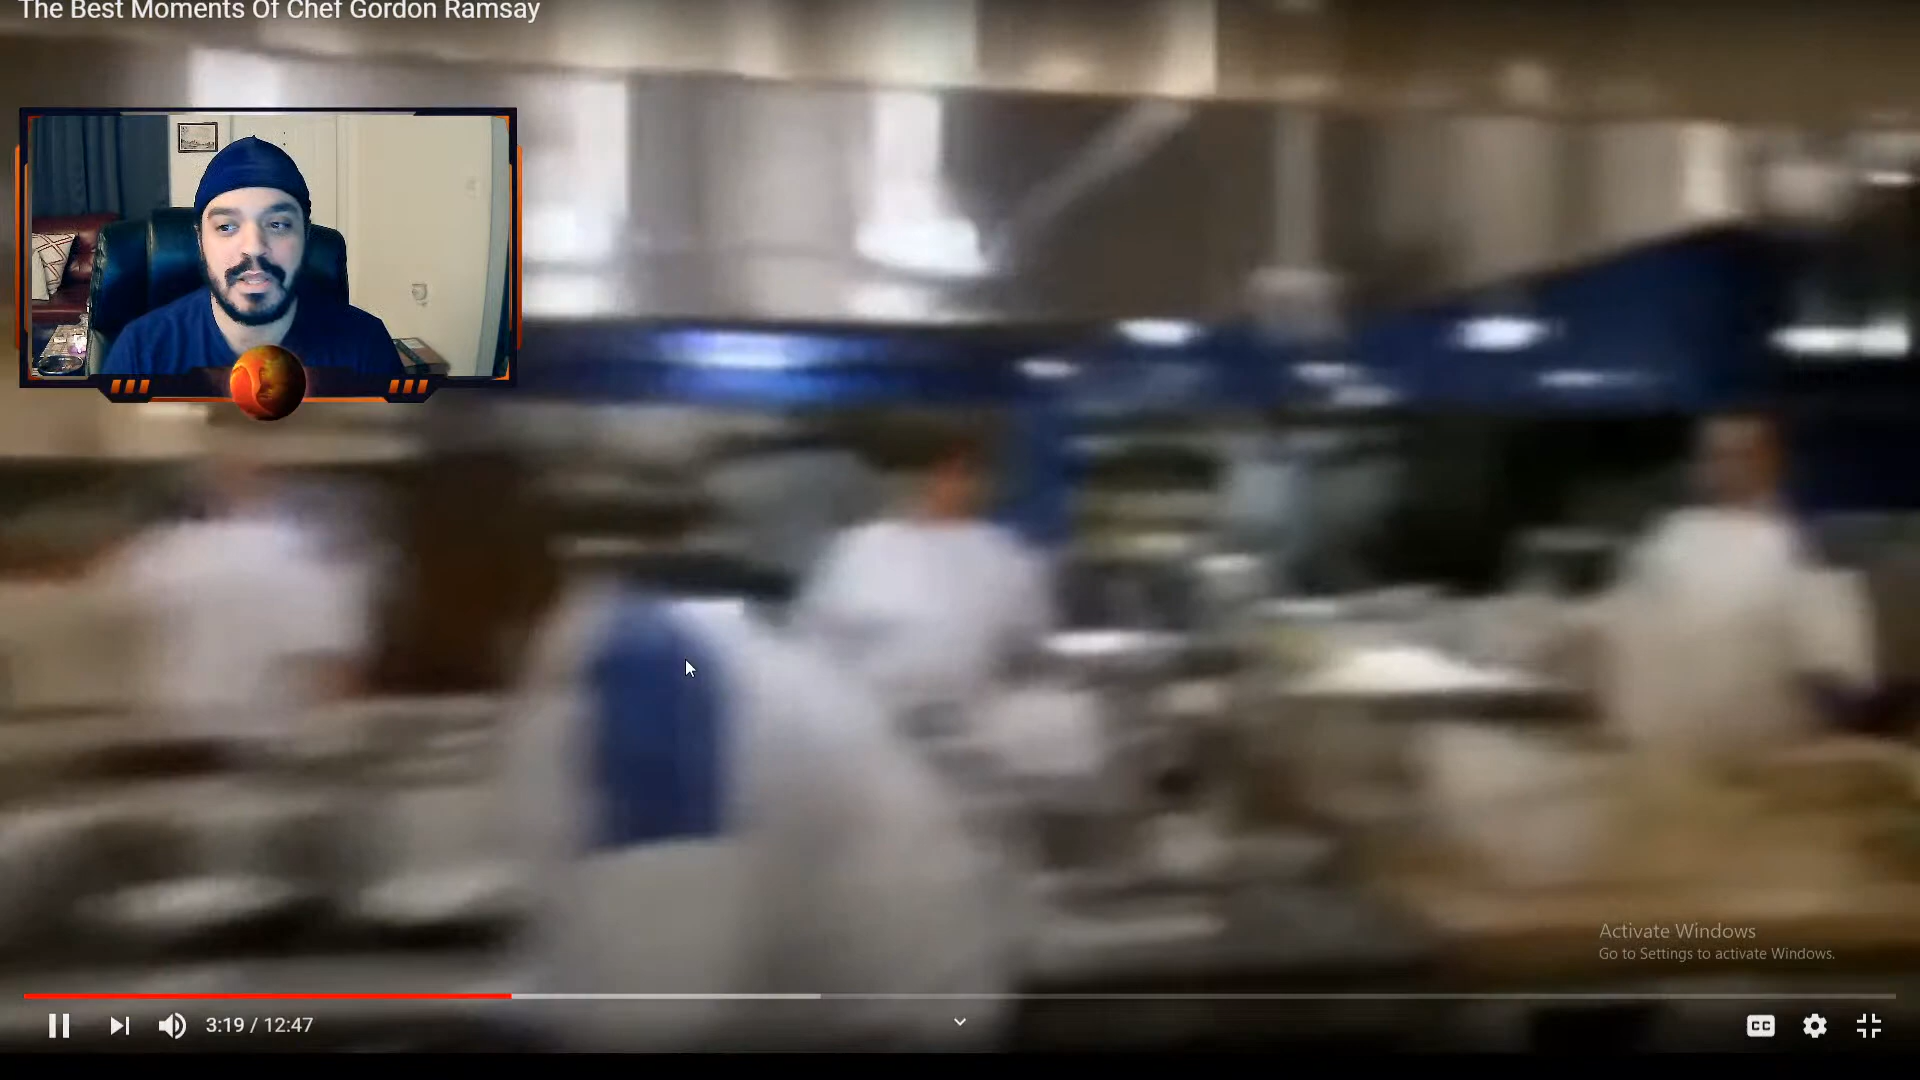 The Best Moments Of Chef Gordon Ramsay
Activate Windows
Go to Settings to activate Windows.
3:19 / 12:47
CC